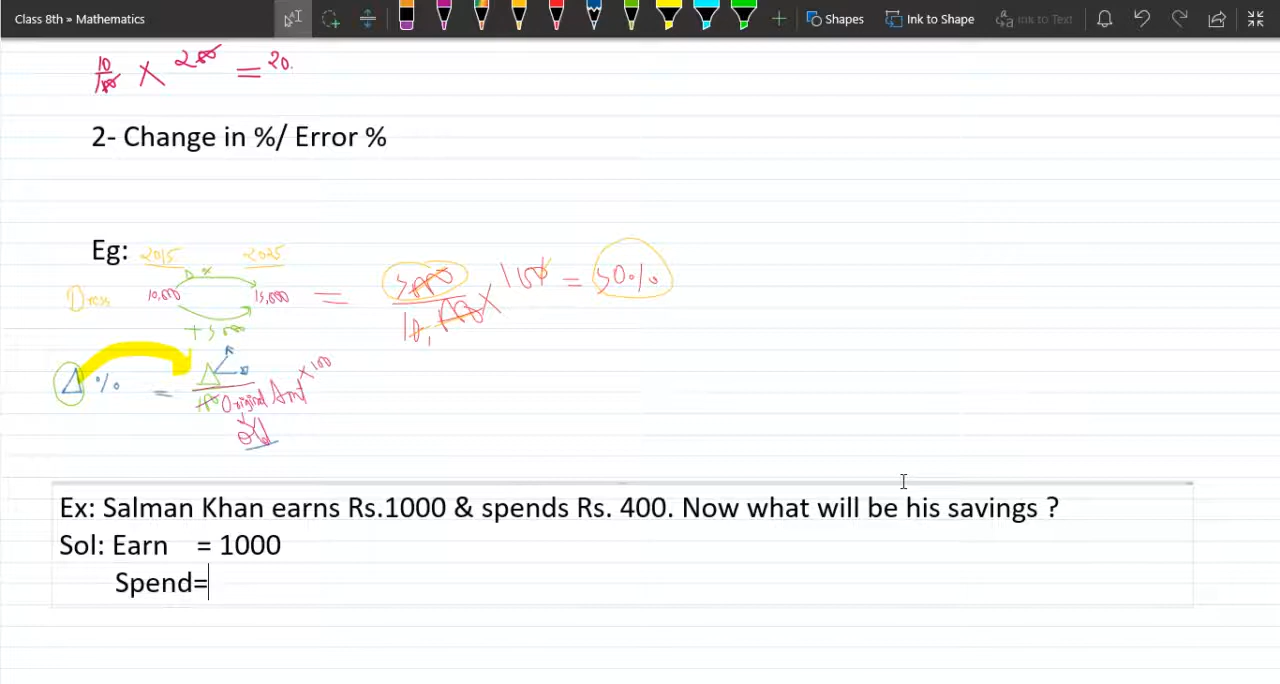 Class 8th » Mathematics
Shapes
Ink to Shape
Ink to Text
10/100 × 200 = 20.
2- Change in %/ Error %
Eg: 2015 2025
Δ %
Dress 10,000 15,000 = 5000/10,000 × 100 = 50%
+5000
Δ % = Δ/Original Amt × 100
old
Ex: Salman Khan earns Rs.1000 & spends Rs. 400. Now what will be his savings ?
Sol: Earn = 1000
Spend=